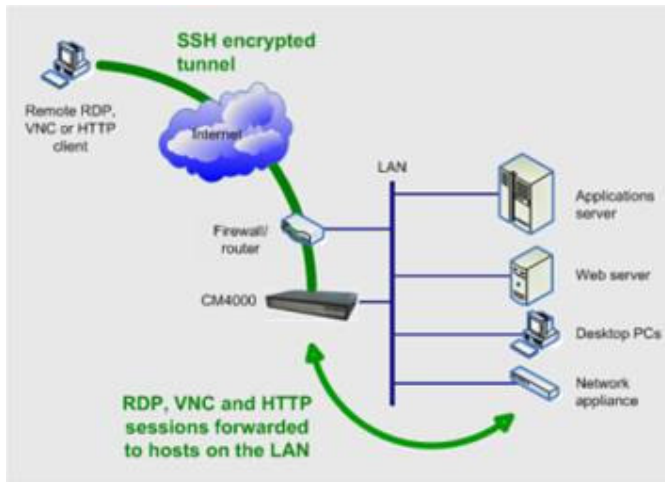 SSH encrypted
tunnel
Remote RDP,
VNC or HTTP
client
Internet
LAN
Applications
server
Firewall/
router
Web server
CM4000
Desktop PCs
Network
appliance
RDP, VNC and HTTP
sessions forwarded
to hosts on the LAN